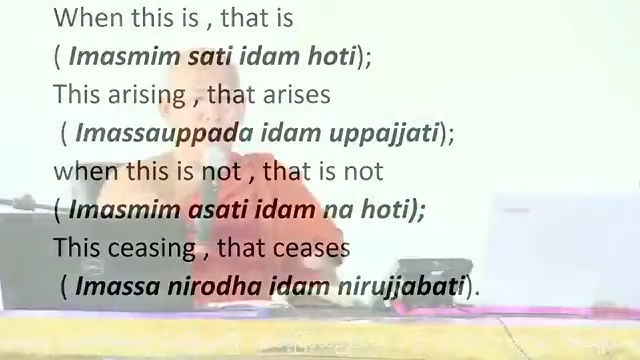 When this is , that is
( Imasmim sati idam hoti);
This arising , that arises
( Imassauppada idam uppajjati);
when this is not , that is not
( Imasmim asati idam na hoti);
This ceasing , that ceases
( Imassa nirodha idam nirujjabati).